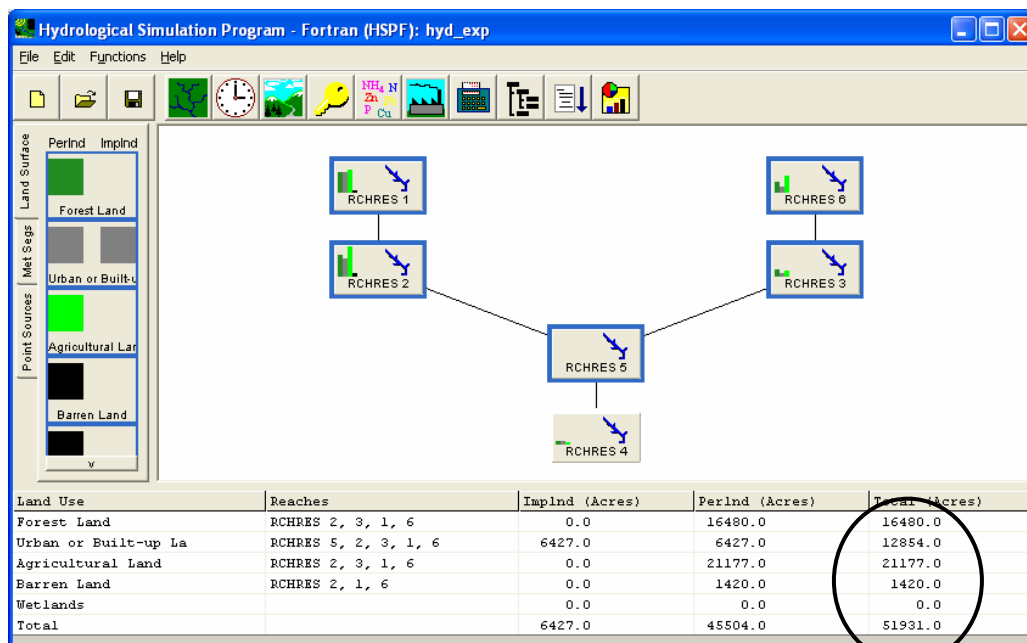 Hydrological Simulation Program - Fortran (HSPF): hyd_exp
File Edit Functions Help
NH4 N
Zn Pb
P Cu
Land Surface
Met Segs
Point Sources
PerInd ImpInd
Forest Land
Urban or Built-u
Agricultural Lar
Barren Land
v
RCHRES 1
RCHRES 6
RCHRES 2
RCHRES 3
RCHRES 5
RCHRES 4
Land Use Reaches ImpInd (Acres) PerInd (Acres) Total (Acres)
Forest Land RCHRES 2, 3, 1, 6 0.0 16480.0 16480.0
Urban or Built-up La RCHRES 5, 2, 3, 1, 6 6427.0 6427.0 12854.0
Agricultural Land RCHRES 2, 3, 1, 6 0.0 21177.0 21177.0
Barren Land RCHRES 2, 1, 6 0.0 1420.0 1420.0
Wetlands 0.0 0.0 0.0
Total 6427.0 45504.0 51931.0